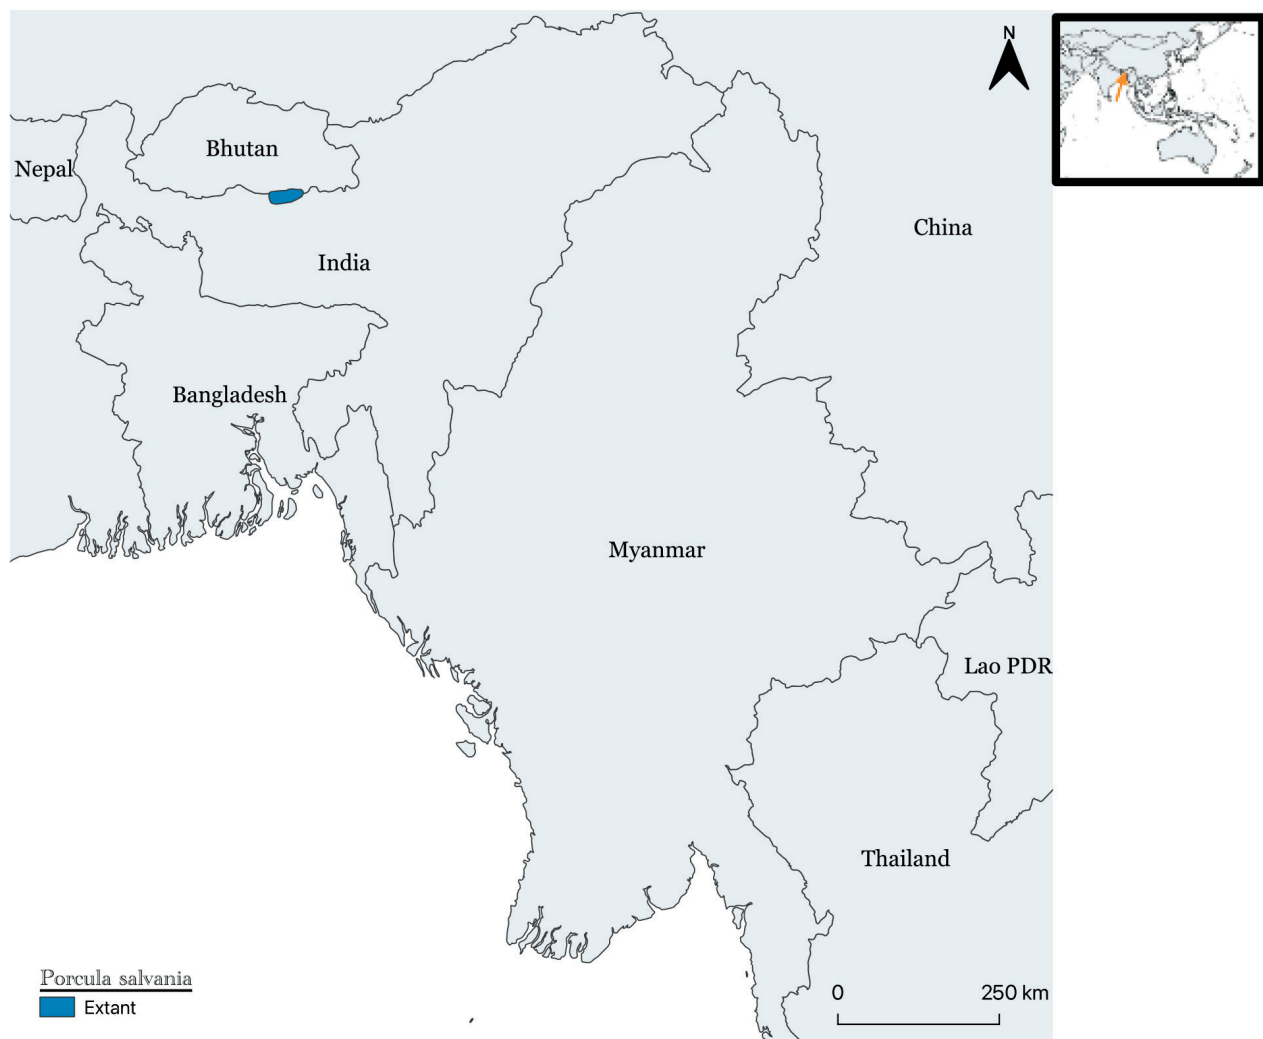 N
Bhutan
Nepal
China
India
Bangladesh
Myanmar
Lao PDR
Thailand
Porcula salvania
Extant
0 250 km